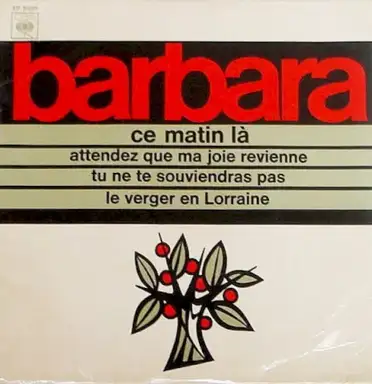 barbara
ce matin là
attendez que ma joie revienne
tu ne te souviendras pas
le verger en Lorraine